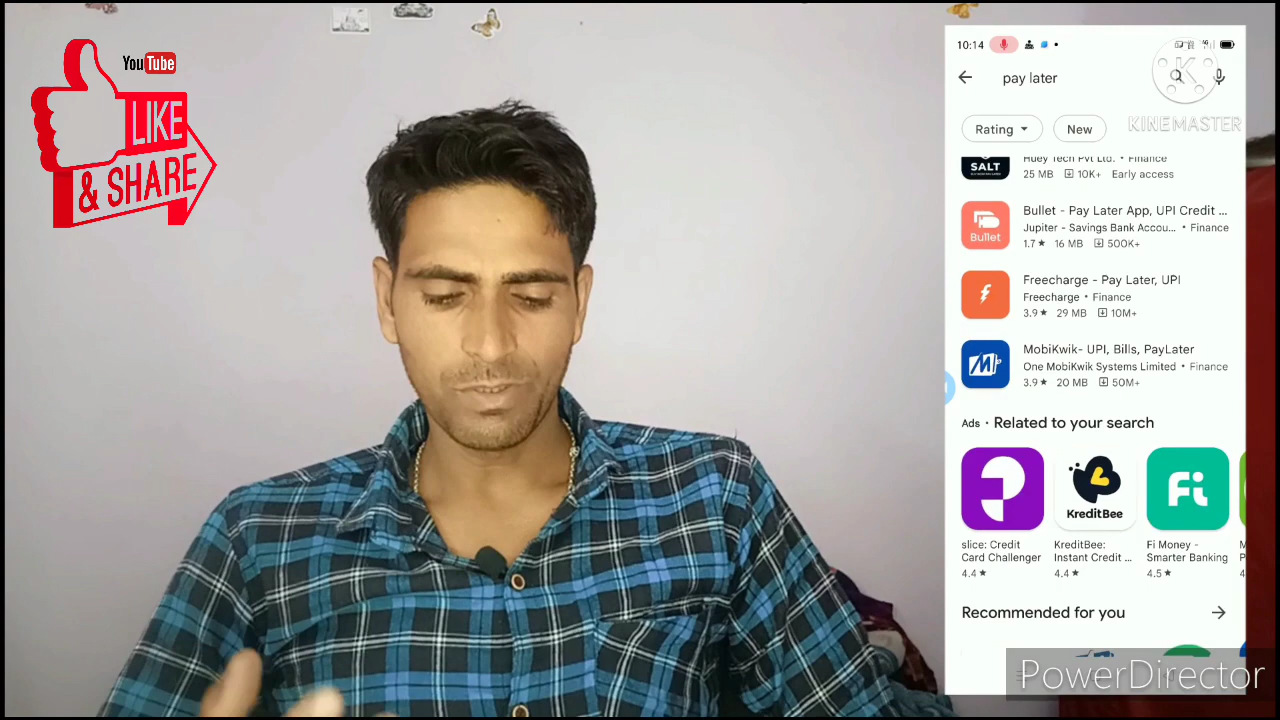 YouTube
LIKE
& SHARE
10:14
pay later
KINEMASTER
Rating
New
SALT
Huey Tech Pvt Ltd. • Finance
25 MB 10K+ Early access
Bullet
Bullet - Pay Later App, UPI Credit ...
Jupiter - Savings Bank Accou... • Finance
1.7★ 16 MB 500K+
Freecharge - Pay Later, UPI
Freecharge • Finance
3.9★ 29 MB 10M+
MobiKwik- UPI, Bills, PayLater
One MobiKwik Systems Limited • Finance
3.9★ 20 MB 50M+
Ads • Related to your search
KreditBee
Fi
slice: Credit
Card Challenger
4.4★
KreditBee:
Instant Credit ...
4.4★
Fi Money -
Smarter Banking
4.5★
Recommended for you
PowerDirector